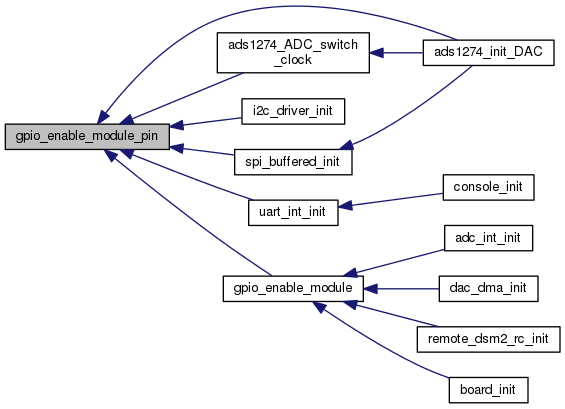 gpio_enable_module_pin
ads1274_ADC_switch
_clock
ads1274_init_DAC
i2c_driver_init
spi_buffered_init
uart_int_init
console_init
gpio_enable_module
adc_int_init
dac_dma_init
remote_dsm2_rc_init
board_init